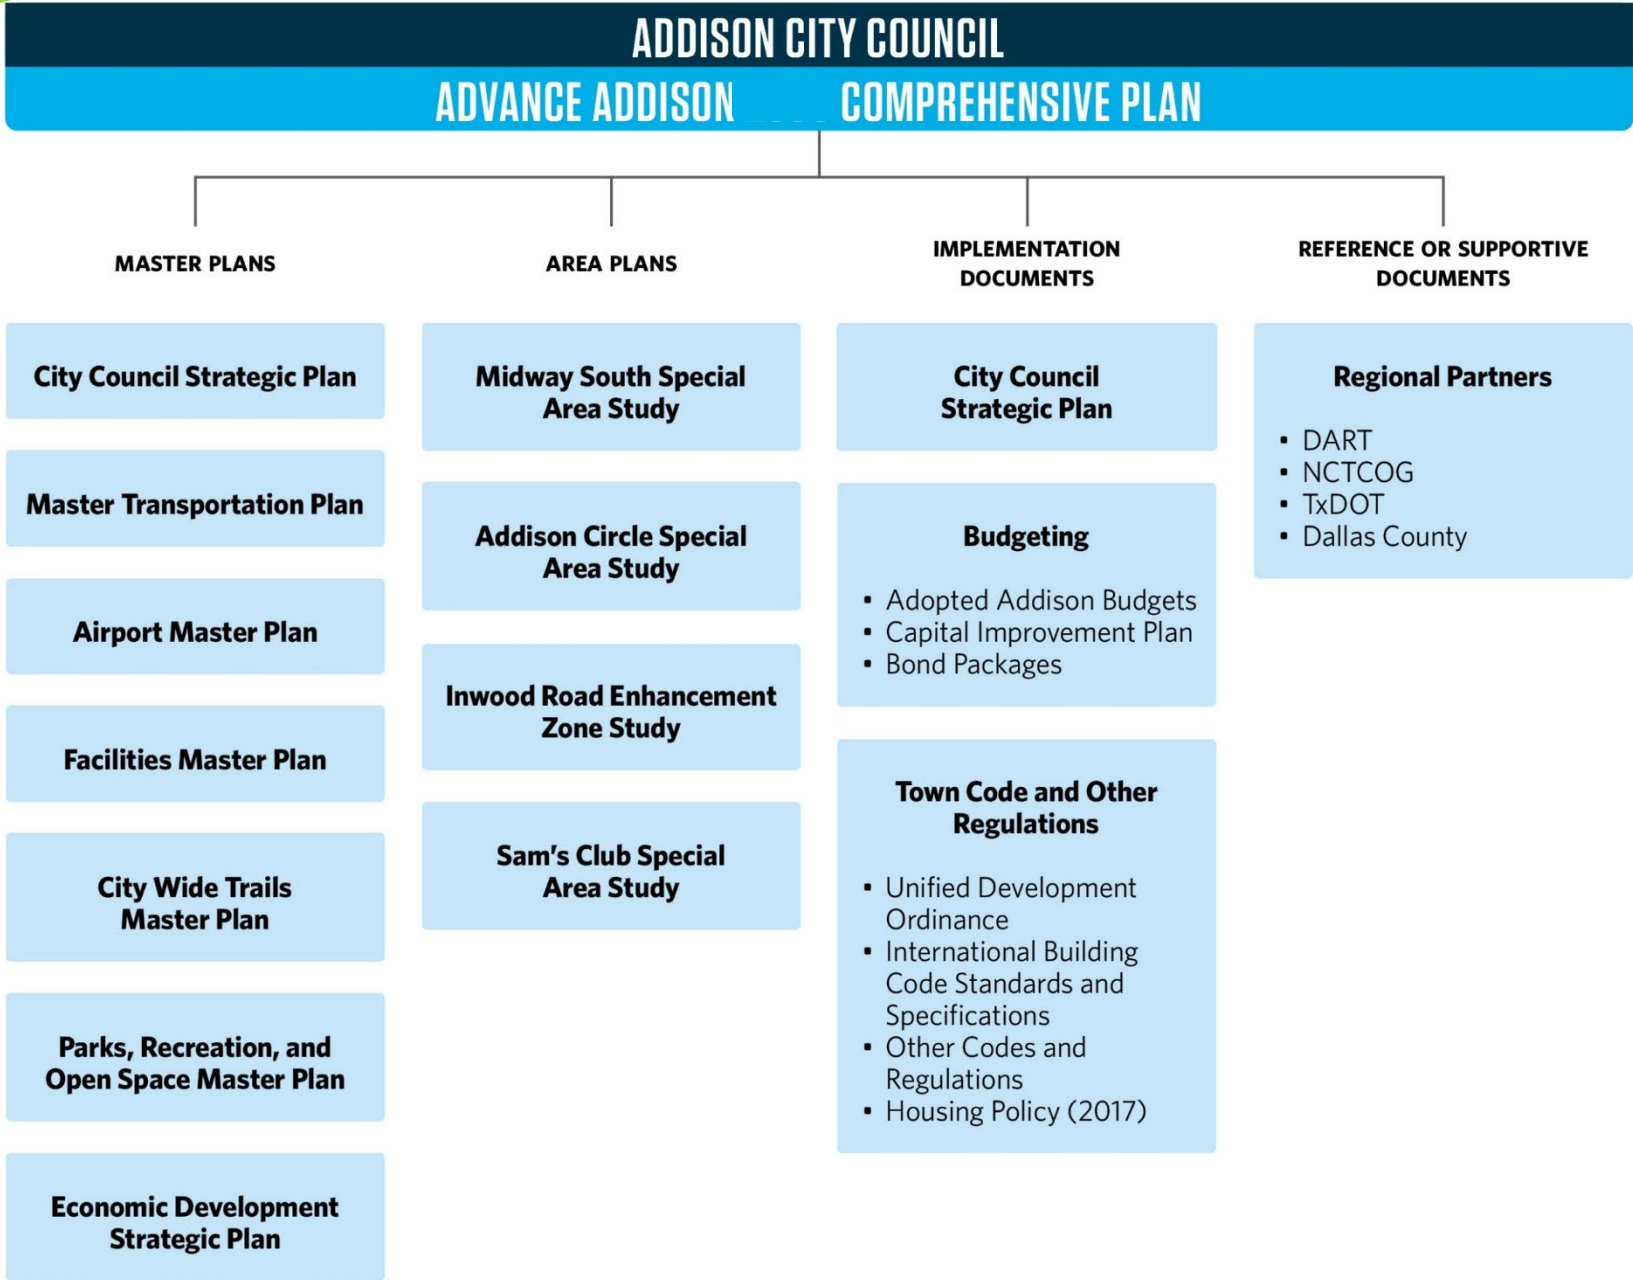 ADDISON CITY COUNCIL
ADVANCE ADDISON COMPREHENSIVE PLAN
MASTER PLANS
City Council Strategic Plan
Master Transportation Plan
Airport Master Plan
Facilities Master Plan
City Wide Trails
Master Plan
Parks, Recreation, and
Open Space Master Plan
Economic Development
Strategic Plan
AREA PLANS
Midway South Special
Area Study
Addison Circle Special
Area Study
Inwood Road Enhancement
Zone Study
Sam's Club Special
Area Study
IMPLEMENTATION
DOCUMENTS
City Council
Strategic Plan
Budgeting
▪ Adopted Addison Budgets
▪ Capital Improvement Plan
▪ Bond Packages
Town Code and Other
Regulations
▪ Unified Development
Ordinance
▪ International Building
Code Standards and
Specifications
▪ Other Codes and
Regulations
▪ Housing Policy (2017)
REFERENCE OR SUPPORTIVE
DOCUMENTS
Regional Partners
▪ DART
▪ NCTCOG
▪ TxDOT
▪ Dallas County